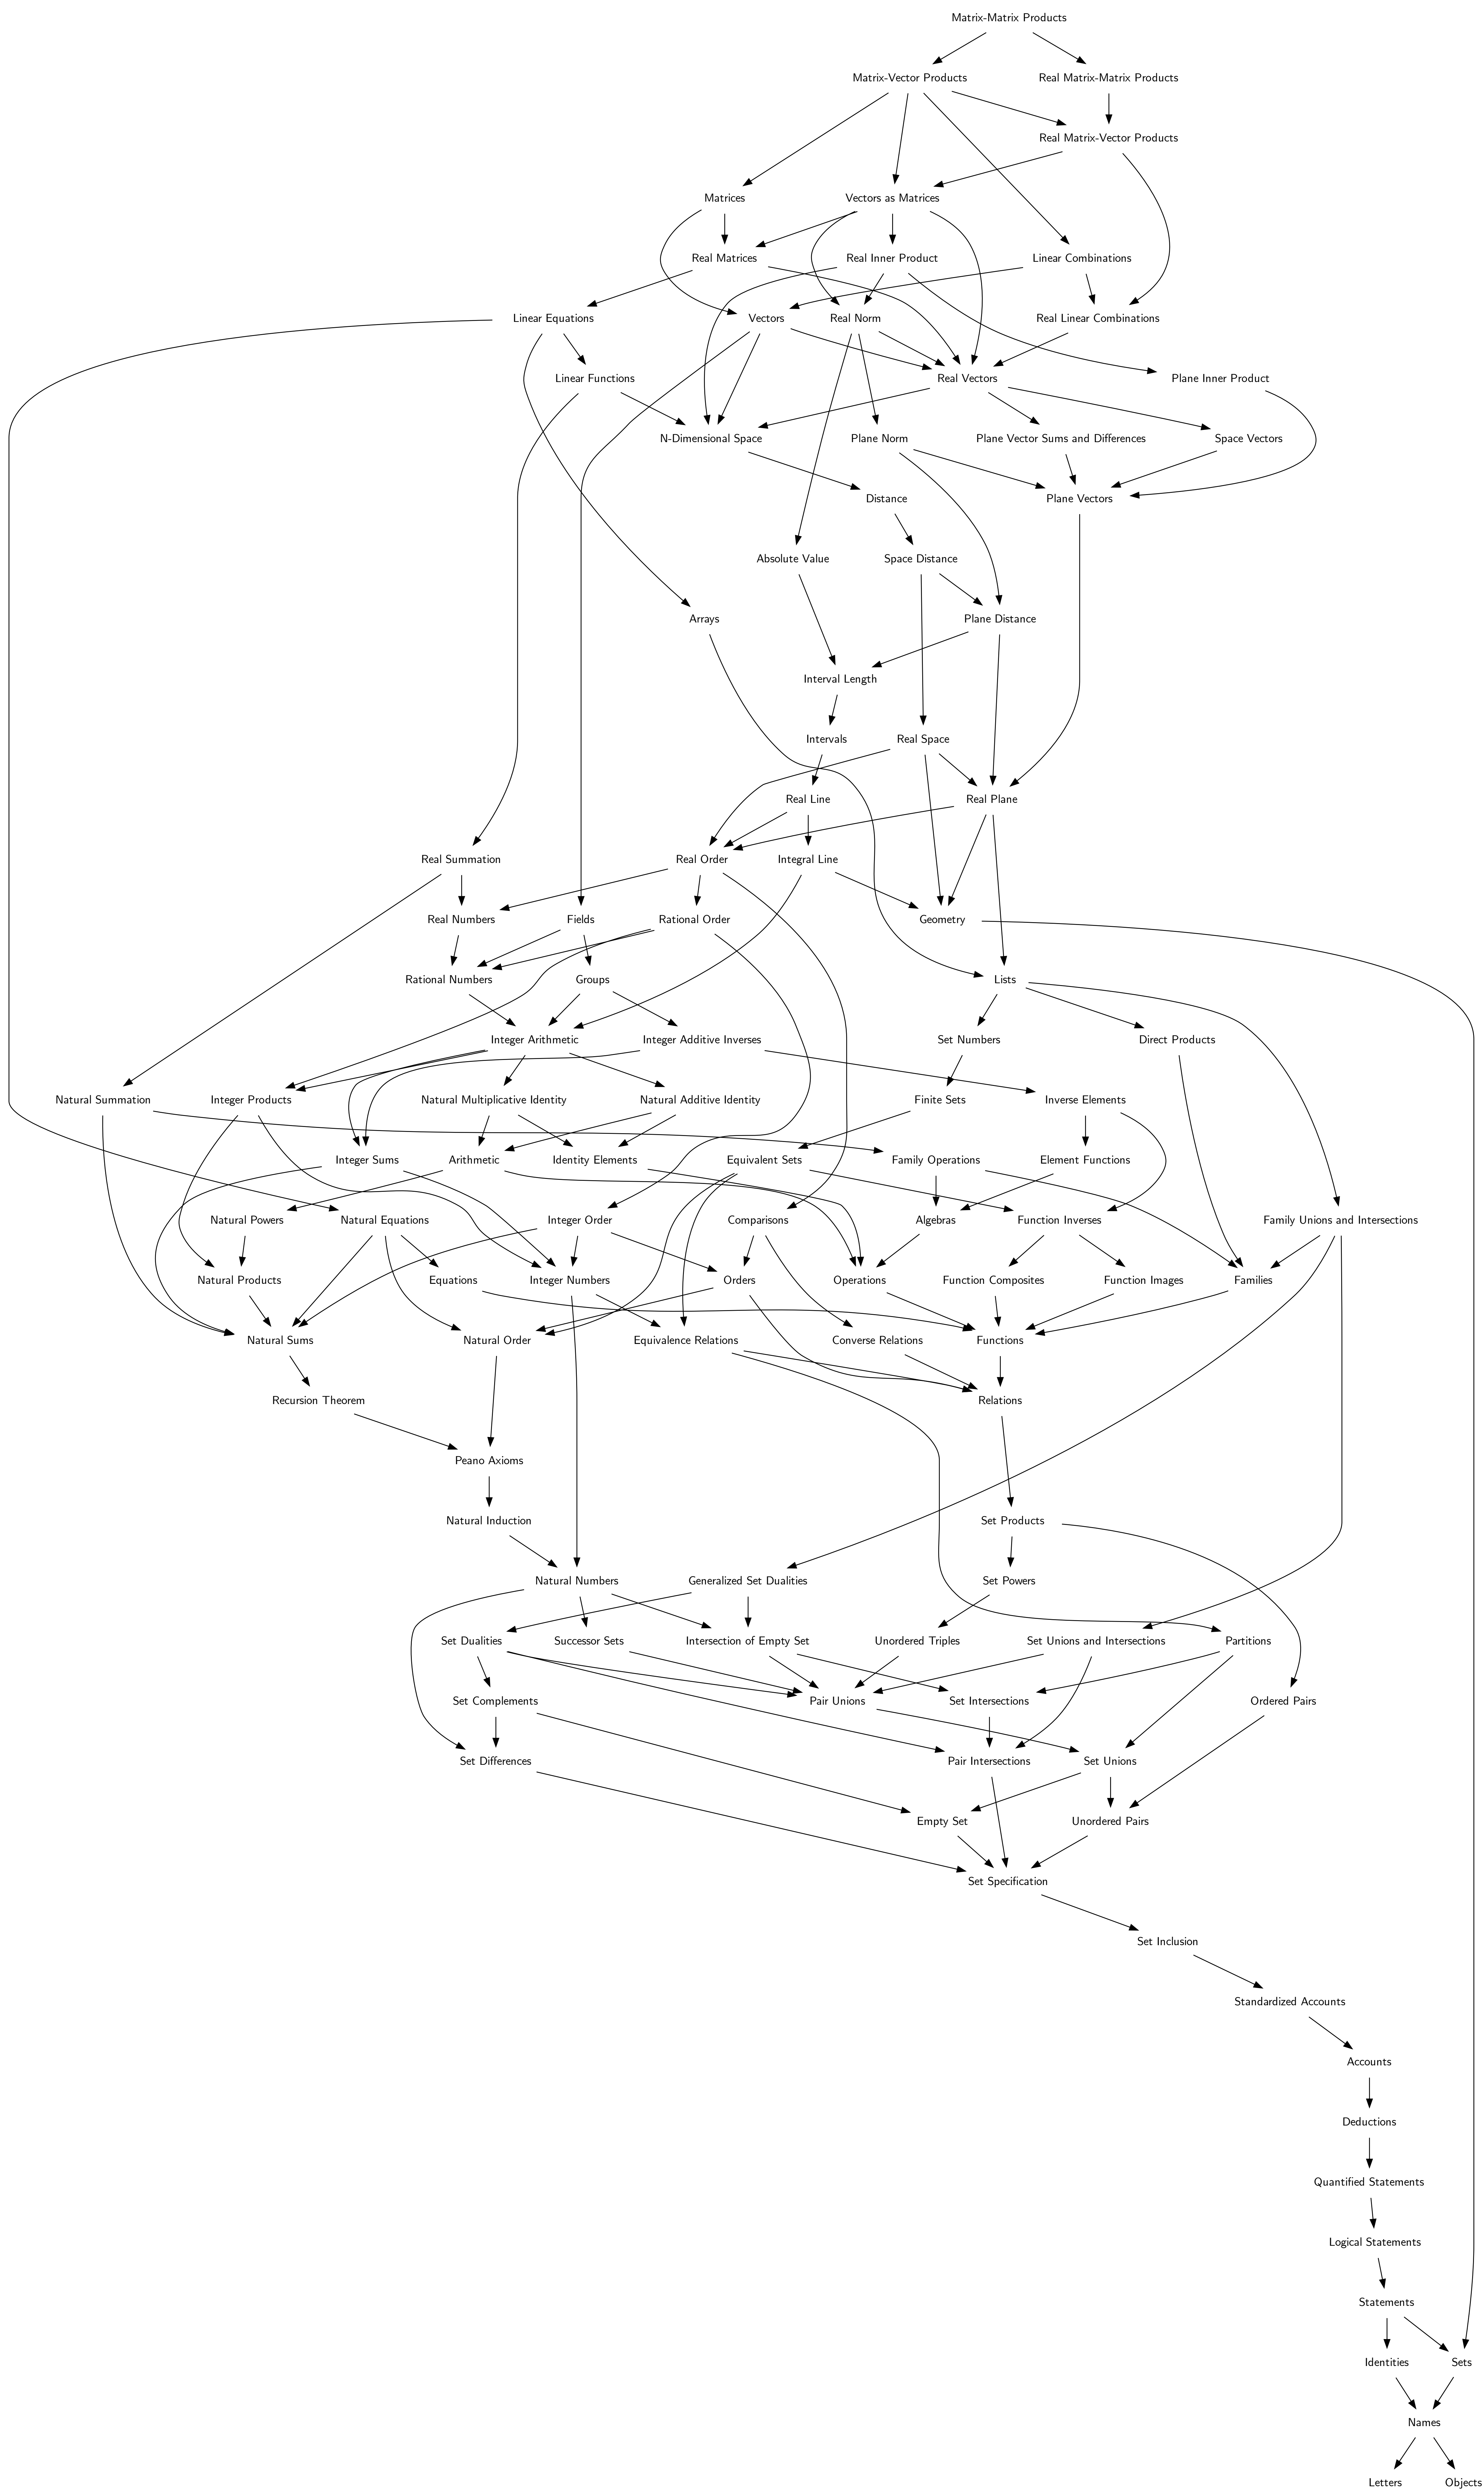 Matrix-Matrix Products
Matrix-Vector Products
Real Matrix-Matrix Products
Real Matrix-Vector Products
Matrices
Vectors as Matrices
Real Matrices
Real Inner Product
Linear Combinations
Linear Equations
Vectors
Real Norm
Real Linear Combinations
Linear Functions
Real Vectors
Plane Inner Product
N-Dimensional Space
Plane Norm
Plane Vector Sums and Differences
Space Vectors
Distance
Plane Vectors
Absolute Value
Space Distance
Arrays
Plane Distance
Interval Length
Intervals
Real Space
Real Line
Real Plane
Real Summation
Real Order
Integral Line
Real Numbers
Fields
Rational Order
Geometry
Rational Numbers
Groups
Lists
Integer Arithmetic
Integer Additive Inverses
Set Numbers
Direct Products
Natural Summation
Integer Products
Natural Multiplicative Identity
Natural Additive Identity
Finite Sets
Inverse Elements
Integer Sums
Arithmetic
Identity Elements
Equivalent Sets
Family Operations
Element Functions
Natural Powers
Natural Equations
Integer Order
Comparisons
Algebras
Function Inverses
Family Unions and Intersections
Natural Products
Equations
Integer Numbers
Orders
Operations
Function Composites
Function Images
Families
Natural Sums
Natural Order
Equivalence Relations
Converse Relations
Functions
Recursion Theorem
Relations
Peano Axioms
Natural Induction
Set Products
Natural Numbers
Generalized Set Dualities
Set Powers
Set Dualities
Successor Sets
Intersection of Empty Set
Unordered Triples
Set Unions and Intersections
Partitions
Set Complements
Pair Unions
Set Intersections
Ordered Pairs
Set Differences
Pair Intersections
Set Unions
Empty Set
Unordered Pairs
Set Specification
Set Inclusion
Standardized Accounts
Accounts
Deductions
Quantified Statements
Logical Statements
Statements
Identities
Sets
Names
Letters
Objects